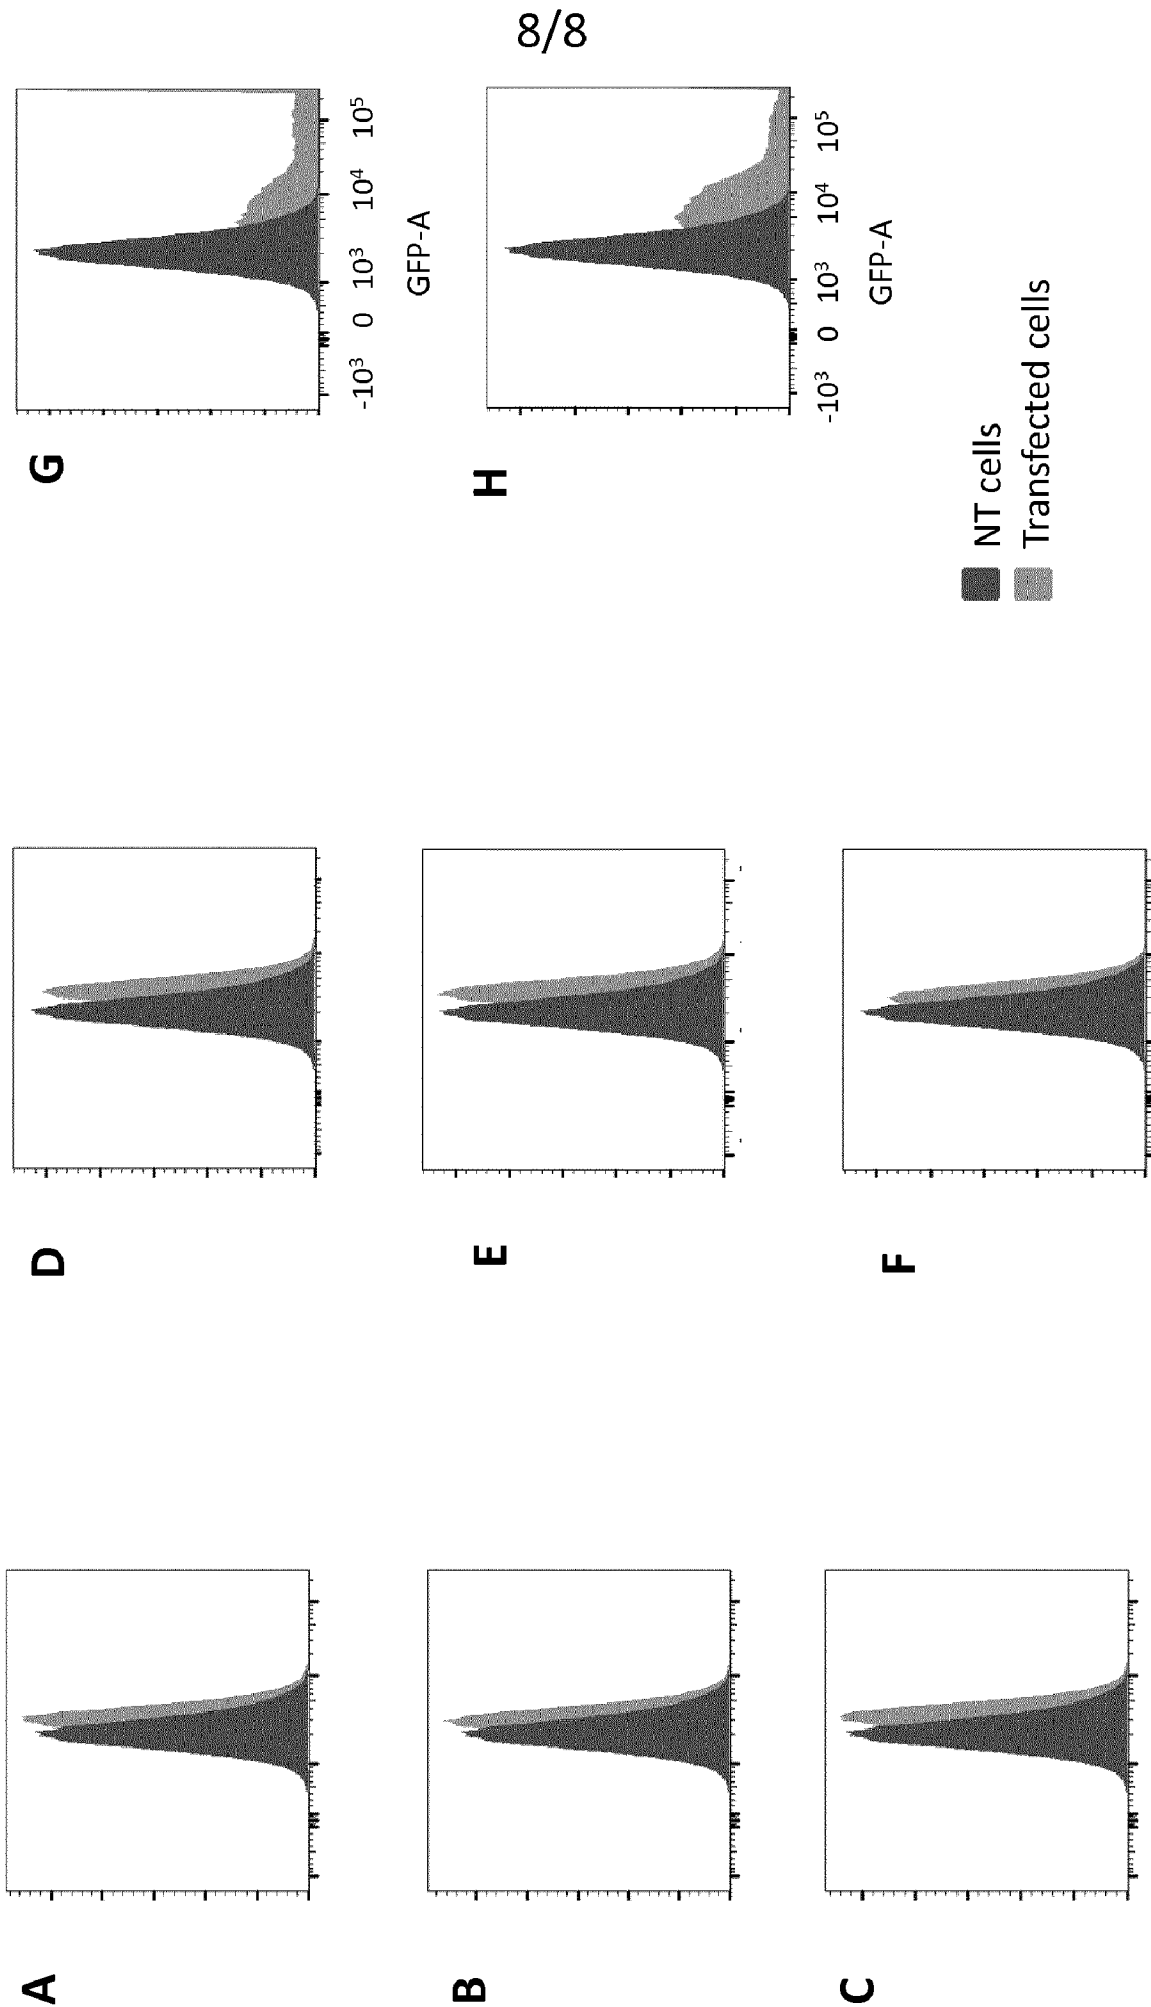 8/8
A
B
C
D
E
F
G
-10³ 0 10³ 10⁴ 10⁵
GFP-A
H
-10³ 0 10³ 10⁴ 10⁵
GFP-A
NT cells
Transfected cells